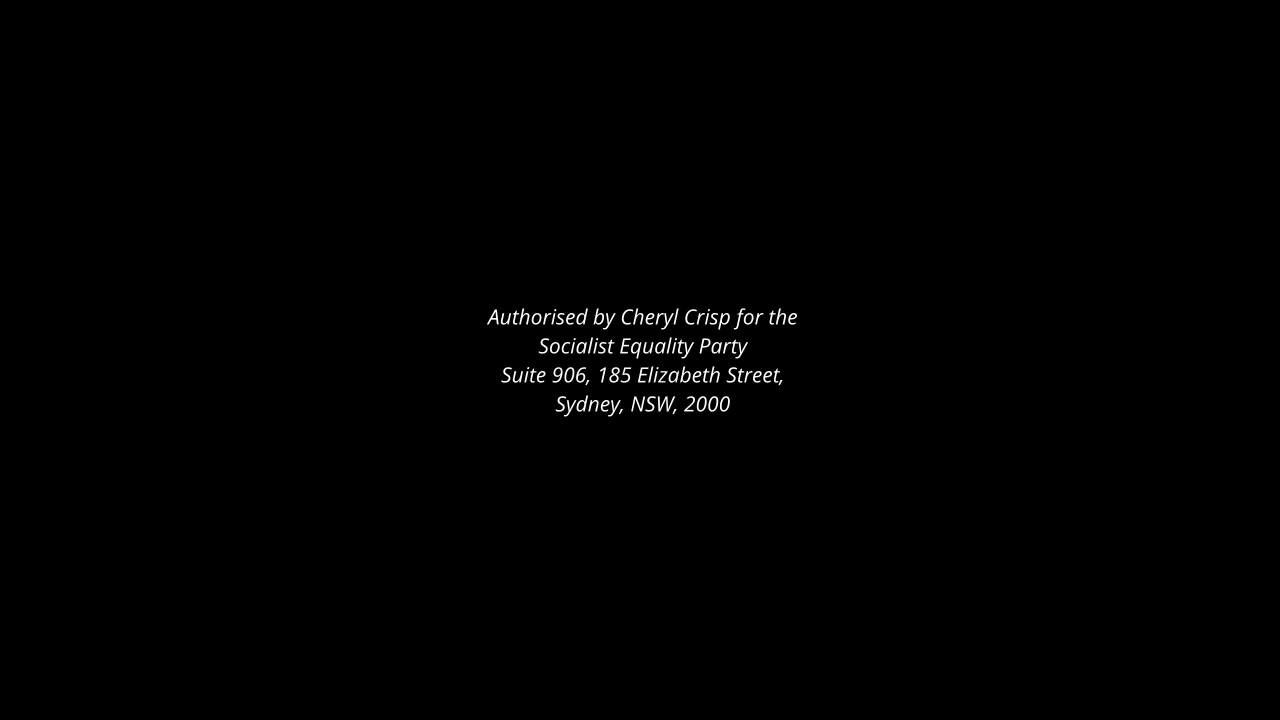 Authorised by Cheryl Crisp for the
Socialist Equality Party
Suite 906, 185 Elizabeth Street,
Sydney, NSW, 2000